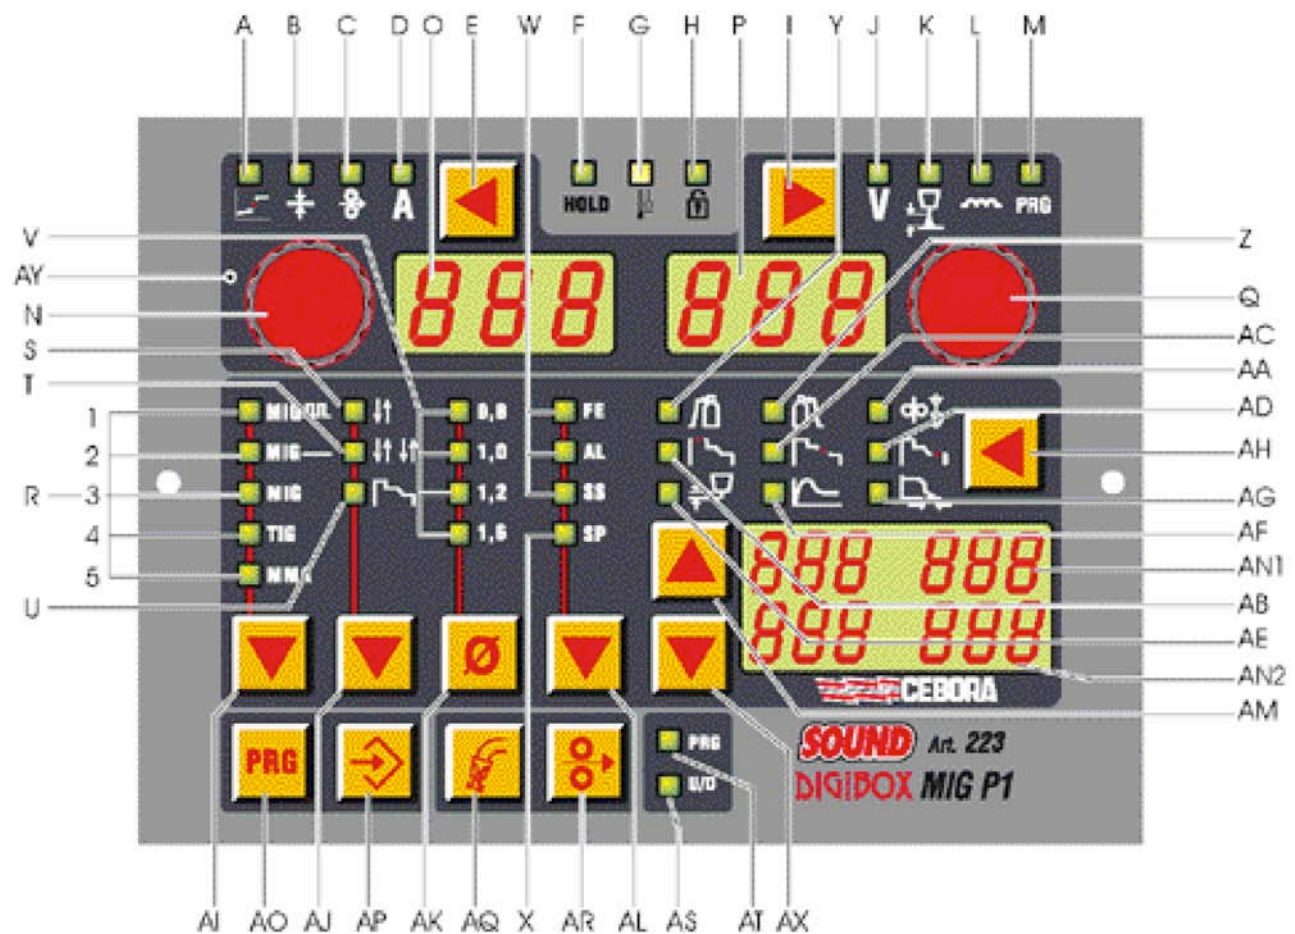 A B C D O E W F G H P I Y J K L M
A HOLD V PRG
V
AY
N
S
T
1
2
R 3
4
5
U
Z
Q
AC
AA
AD
AH
AG
AF
AN1
AB
AE
AN2
AM
888 888
MIG
MIG
MIG
TIG
MMA
0,8
1,0
1,2
1,6
FE
AL
SS
SP
888 888
888 888
Ø
CEBORA
PRG
PRG
U/D
SOUND Art. 223
DIGIBOX MIG P1
AI AO AJ AP AK AQ X AR AL AS AT AX